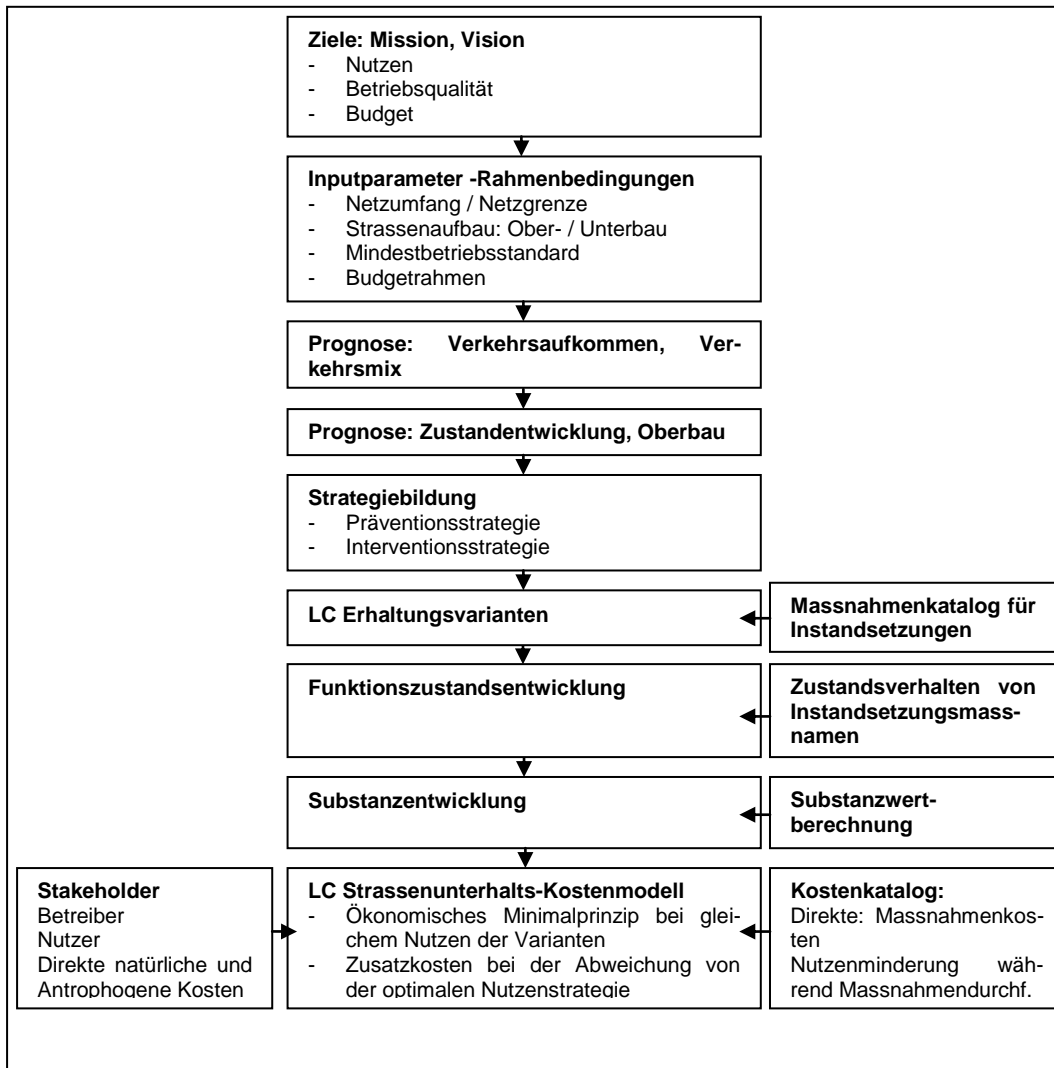 Ziele: Mission, Vision
- Nutzen
- Betriebsqualität
- Budget
Inputparameter -Rahmenbedingungen
- Netzumfang / Netzgrenze
- Strassenaufbau: Ober- / Unterbau
- Mindestbetriebsstandard
- Budgetrahmen
Prognose: Verkehrsaufkommen, Ver-
kehrsmix
Prognose: Zustandentwicklung, Oberbau
Strategiebildung
- Präventionsstrategie
- Interventionsstrategie
LC Erhaltungsvarianten
Massnahmenkatalog für
Instandsetzungen
Funktionszustandsentwicklung
Zustandsverhalten von
Instandsetzungsmass-
namen
Substanzentwicklung
Substanzwert-
berechnung
Stakeholder
Betreiber
Nutzer
Direkte natürliche und
Antrophogene Kosten
LC Strassenunterhalts-Kostenmodell
- Ökonomisches Minimalprinzip bei glei-
chem Nutzen der Varianten
- Zusatzkosten bei der Abweichung von
der optimalen Nutzenstrategie
Kostenkatalog:
Direkte: Massnahmenkos-
ten
Nutzenminderung wäh-
rend Massnahmendurchf.